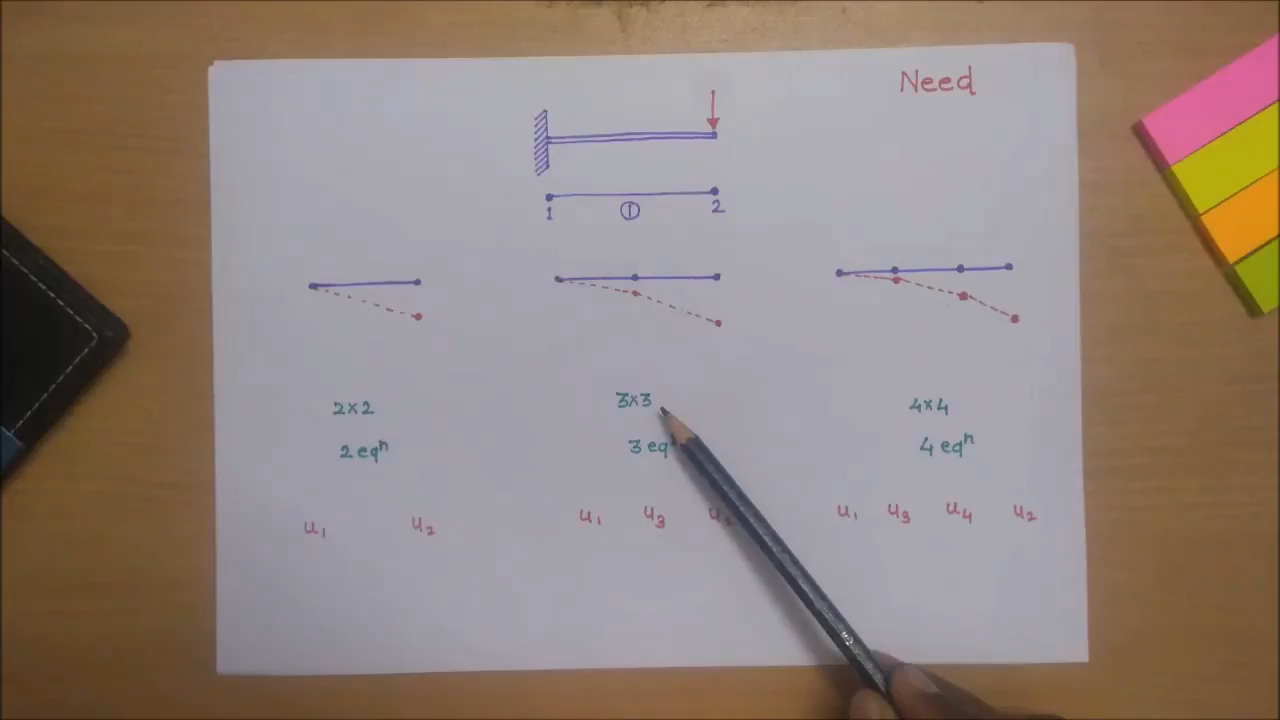 Need
1 ① 2
2×2 3×3 4×4
2 eqⁿ 3 eq 4 eqⁿ
u₁ u₂ u₁ u₃ u₁ u₃ u₄ u₂